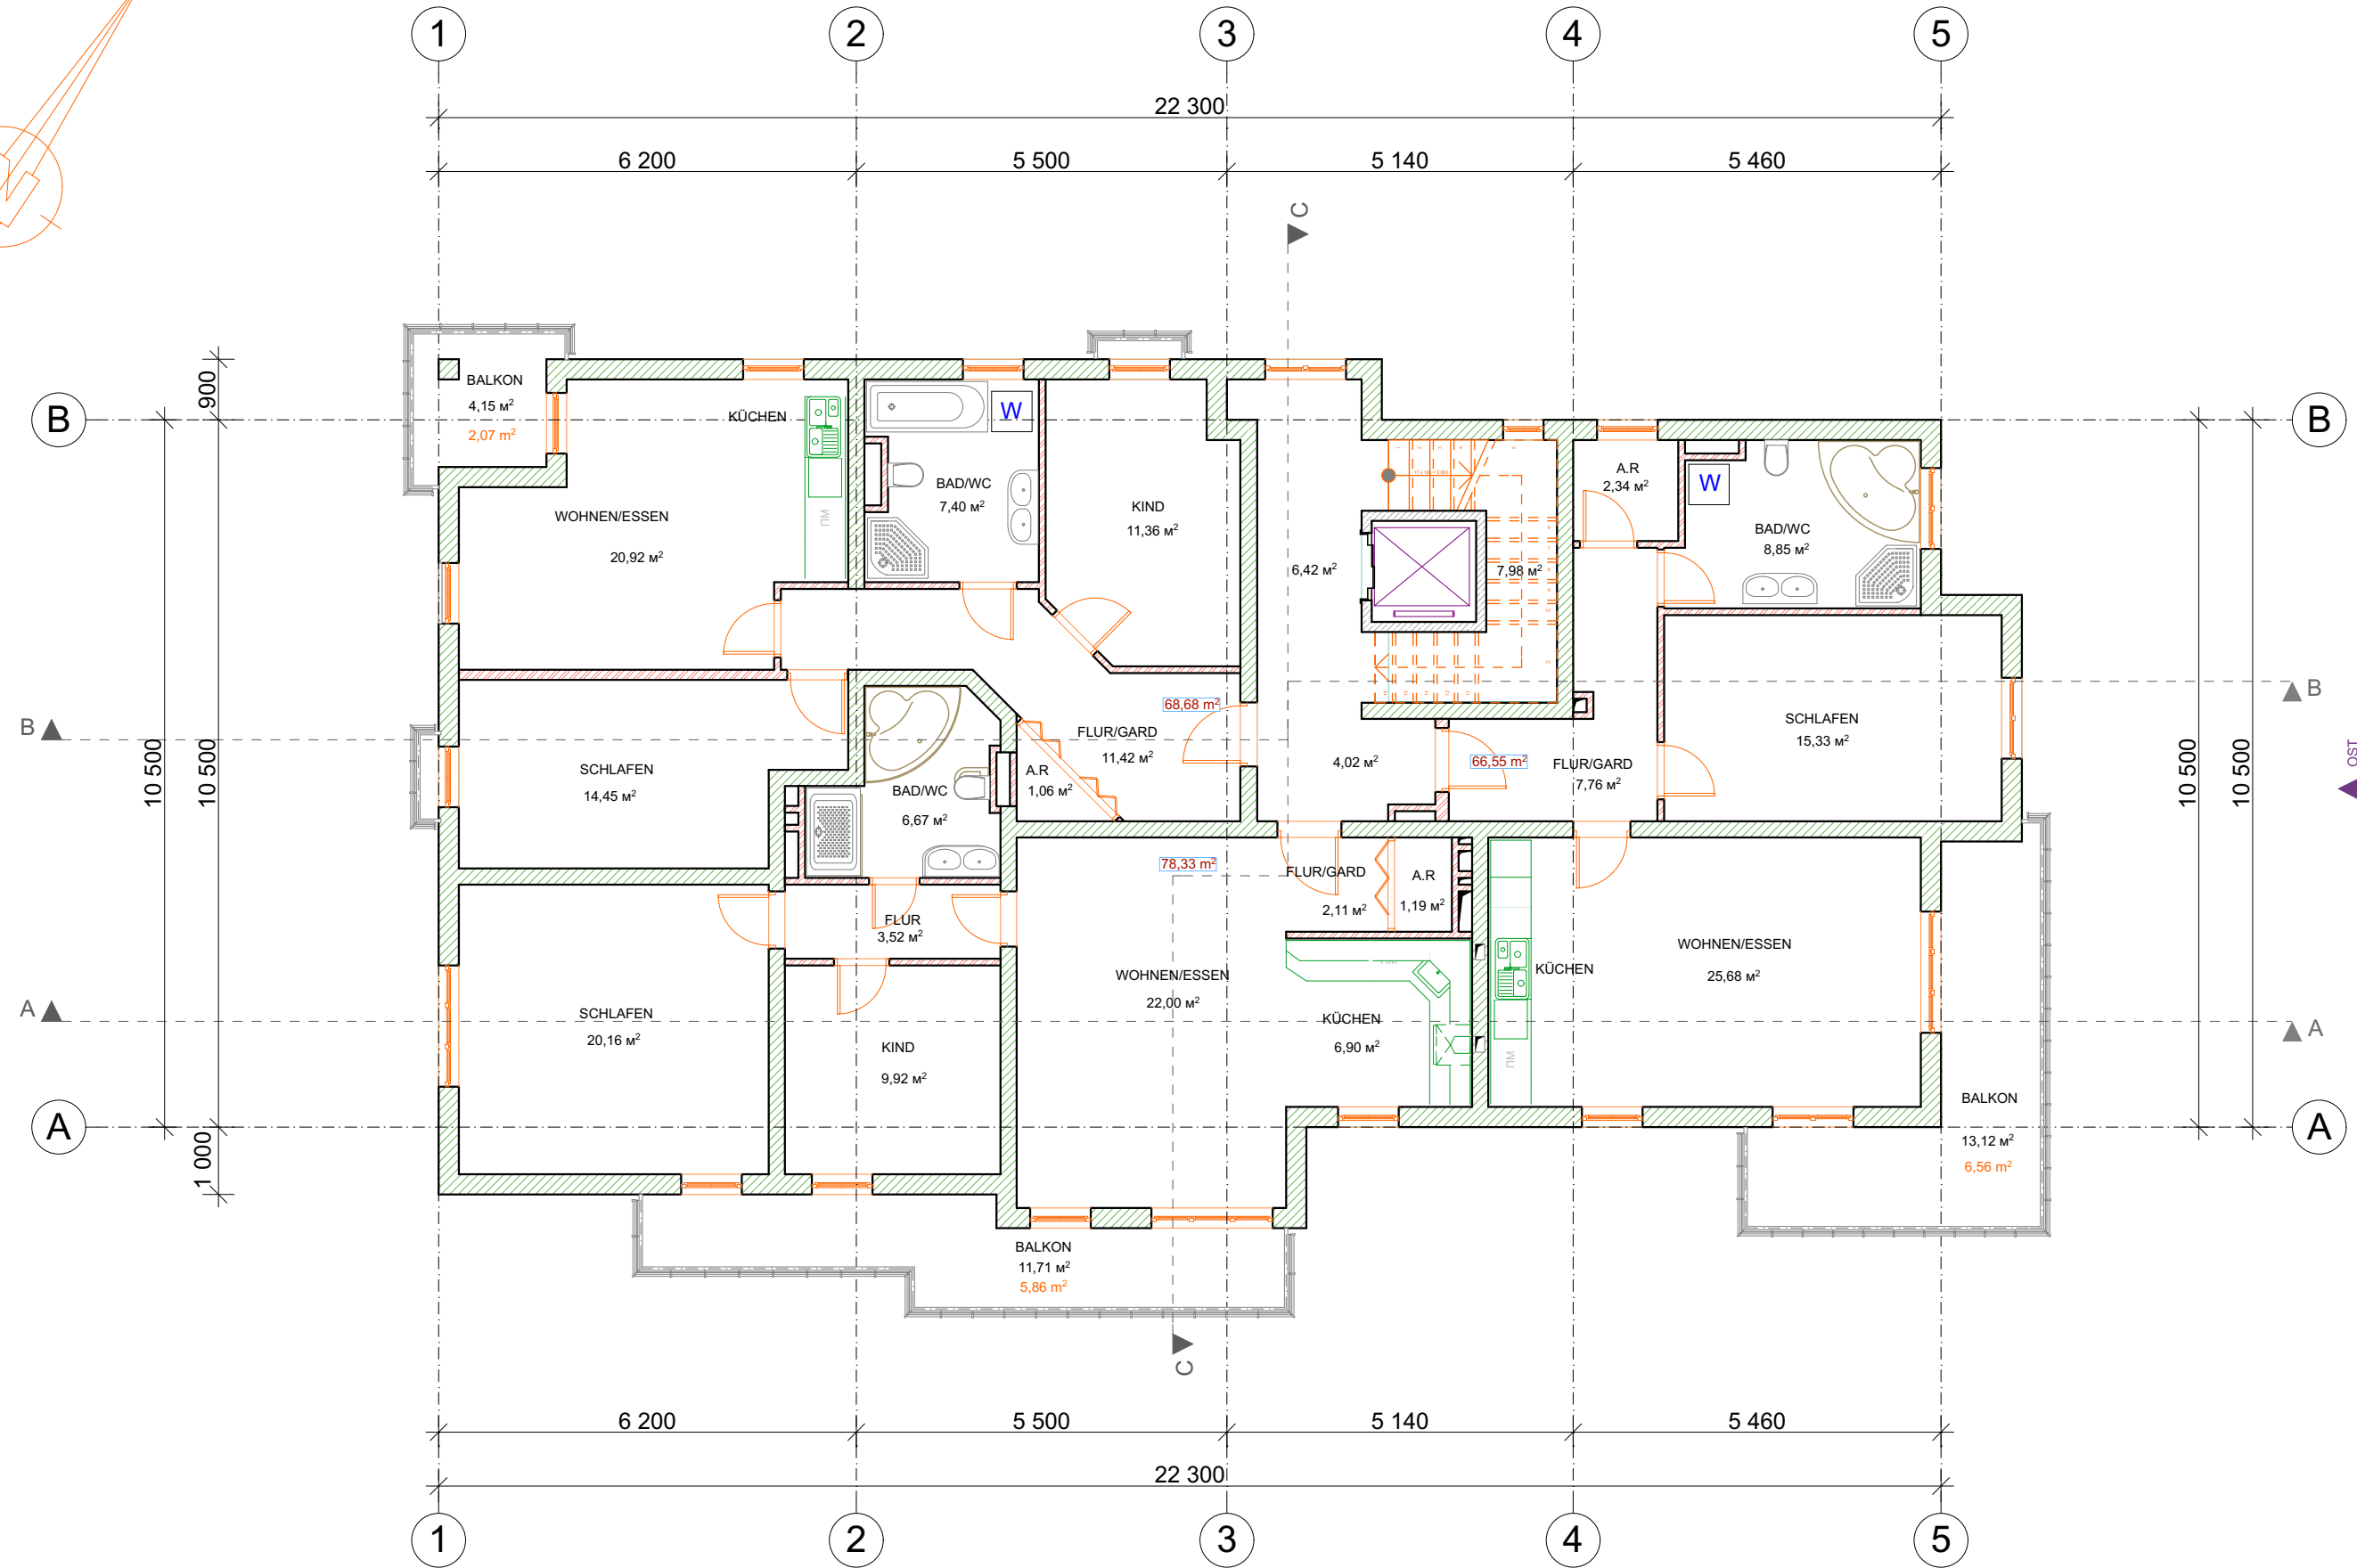 1 2 3 4 5
22 300
6 200 5 500 5 140 5 460
C
900
B B
BALKON
4,15 м²
2,07 m²
KÜCHEN
W
BAD/WC
7,40 м²
KIND
11,36 м²
A.R
2,34 м²
W
BAD/WC
8,85 м²
WOHNEN/ESSEN
20,92 м²
ПМ
6,42 м²
7,98 м²
B
B
68,68 m²
FLUR/GARD
11,42 м²
SCHLAFEN
15,33 м²
SCHLAFEN
14,45 м²
A.R
1,06 м²
BAD/WC
6,67 м²
4,02 м²
66,55 m²
FLUR/GARD
7,76 м²
10 500
10 500
10 500
10 500
OST
78,33 m²
FLUR/GARD
2,11 м²
A.R
1,19 м²
FLUR
3,52 м²
WOHNEN/ESSEN
22,00 м²
KÜCHEN
WOHNEN/ESSEN
25,68 м²
A
A
SCHLAFEN
20,16 м²
KIND
9,92 м²
KÜCHEN
6,90 м²
ПМ
BALKON
13,12 м²
6,56 m²
A A
1 000
BALKON
11,71 м²
5,86 m²
C
6 200 5 500 5 140 5 460
22 300
1 2 3 4 5